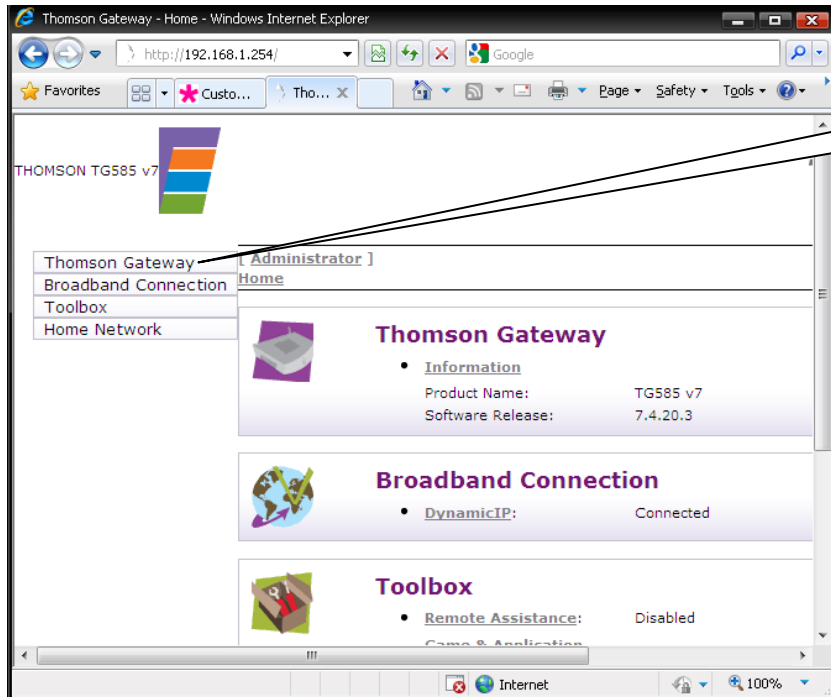 Thomson Gateway - Home - Windows Internet Explorer
http://192.168.1.254/
Google
Favorites
Custo...
Tho...
Page
Safety
Tools
THOMSON TG585 v7
Thomson Gateway
Broadband Connection
Toolbox
Home Network
[ Administrator ]
Home
Thomson Gateway
Information
Product Name: TG585 v7
Software Release: 7.4.20.3
Broadband Connection
DynamicIP: Connected
Toolbox
Remote Assistance: Disabled
Game & Application
Internet
100%